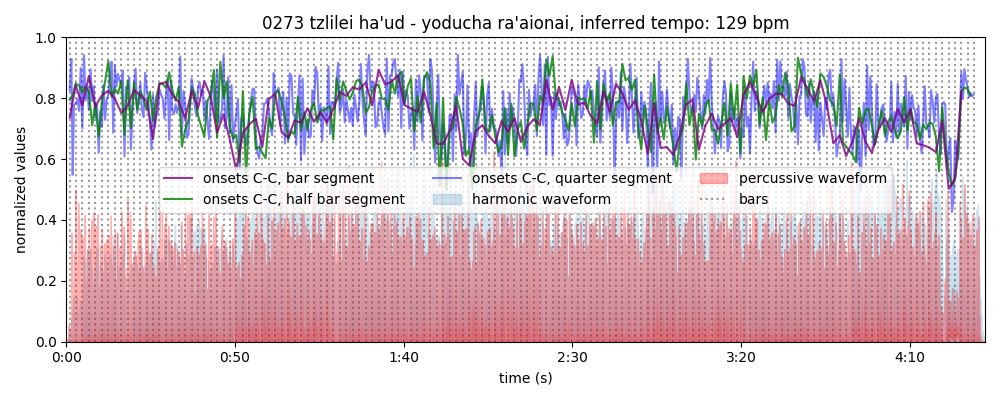 0273 tzlilei ha'ud - yoducha ra'aionai, inferred tempo: 129 bpm
normalized values
1.0
0.8
0.6
0.4
0.2
0.0
onsets C-C, bar segment
onsets C-C, half bar segment
onsets C-C, quarter segment
harmonic waveform
percussive waveform
bars
0:00 0:50 1:40 2:30 3:20 4:10
time (s)